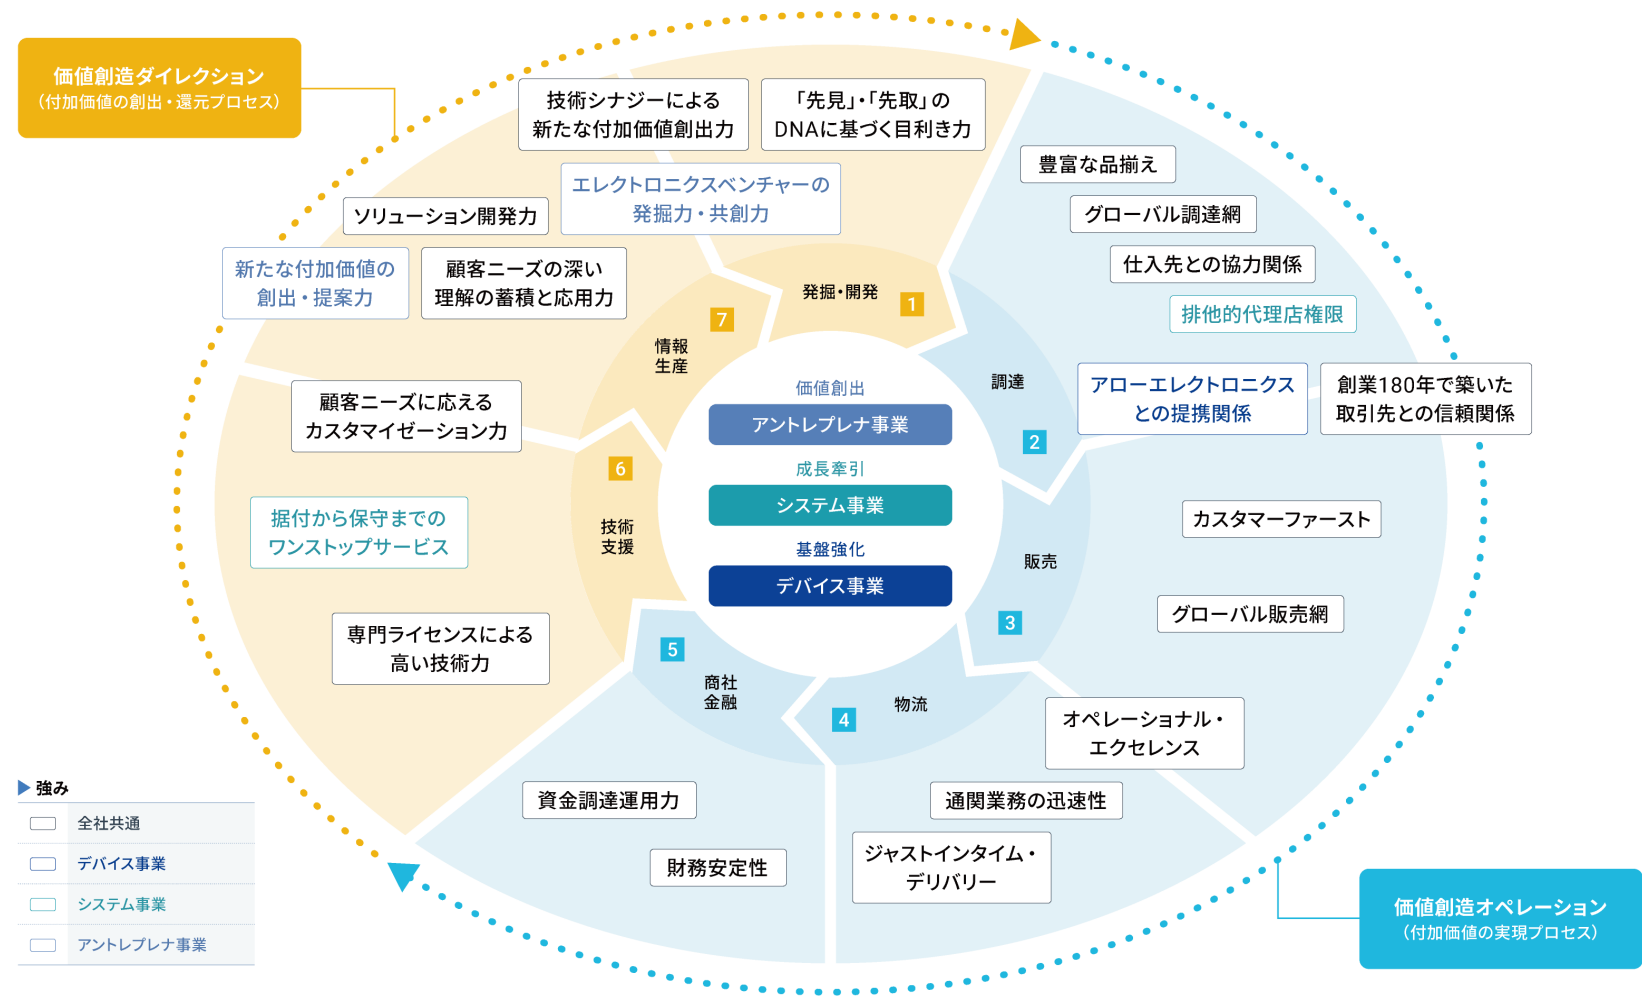 価値創造ダイレクション
（付加価値の創出・還元プロセス）
技術シナジーによる
新たな付加価値創出力
「先見」・「先取」の
DNAに基づく目利き力
エレクトロニクスベンチャーの
発掘力・共創力
ソリューション開発力
新たな付加価値の
創出・提案力
顧客ニーズの深い
理解の蓄積と応用力
豊富な品揃え
グローバル調達網
仕入先との協力関係
排他的代理店権限
アローエレクトロニクス
との提携関係
創業180年で築いた
取引先との信頼関係
発掘・開発
1
調達
2
販売
3
物流
4
商社
金融
5
技術
支援
6
情報
生産
7
価値創出
アントレプレナ事業
成長牽引
システム事業
基盤強化
デバイス事業
顧客ニーズに応える
カスタマイゼーション力
据付から保守までの
ワンストップサービス
専門ライセンスによる
高い技術力
カスタマーファースト
グローバル販売網
オペレーショナル・
エクセレンス
通関業務の迅速性
ジャストインタイム・
デリバリー
資金調達運用力
財務安定性
強み
全社共通
デバイス事業
システム事業
アントレプレナ事業
価値創造オペレーション
（付加価値の実現プロセス）